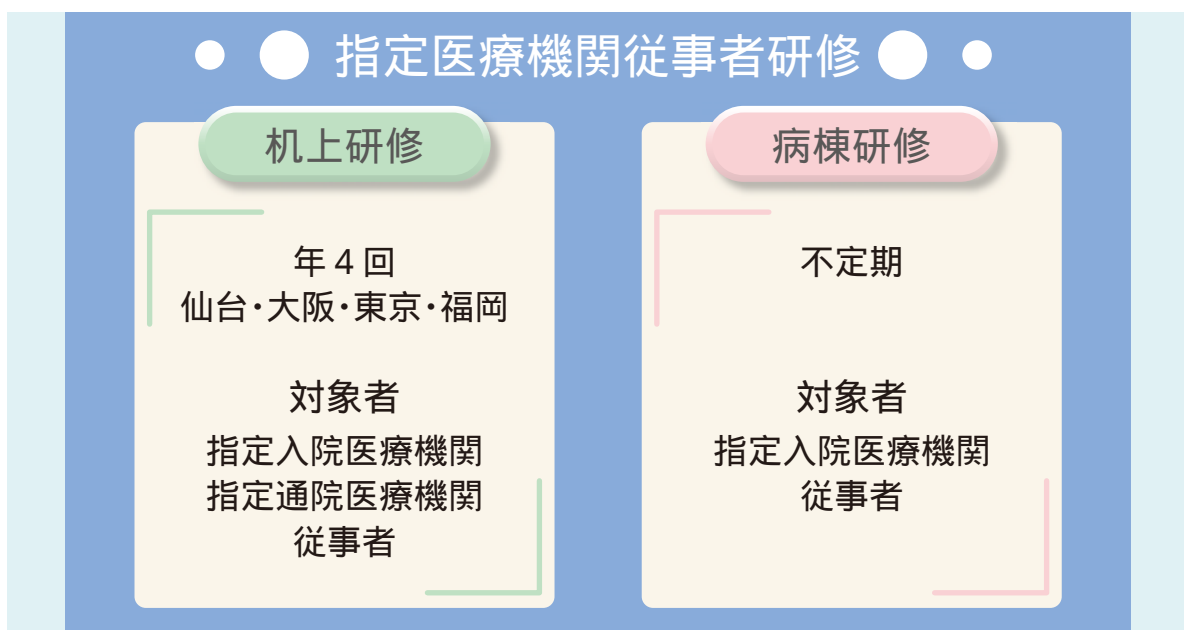 指定医療機関従事者研修
机上研修
年4回
仙台・大阪・東京・福岡
対象者
指定入院医療機関
指定通院医療機関
従事者
病棟研修
不定期
対象者
指定入院医療機関
従事者